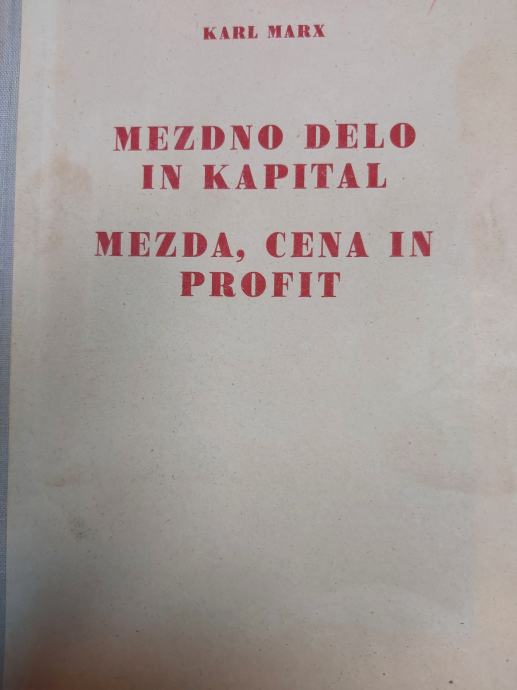 KARL MARX
MEZDNO DELO
IN KAPITAL
MEZDA, CENA IN
PROFIT